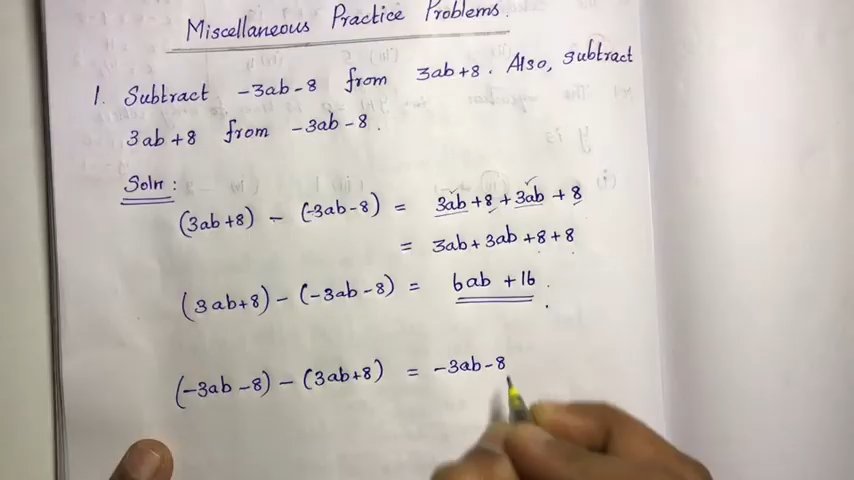 Miscellaneous Practice Problems.
1. Subtract -3ab-8 from 3ab+8. Also, subtract
3ab+8 from -3ab-8.
Soln :
(3ab+8) - (-3ab-8) = 3ab+8+3ab+8
= 3ab+3ab+8+8
(3ab+8)-(-3ab-8) = 6ab+16.
(-3ab-8)-(3ab+8) = -3ab-8